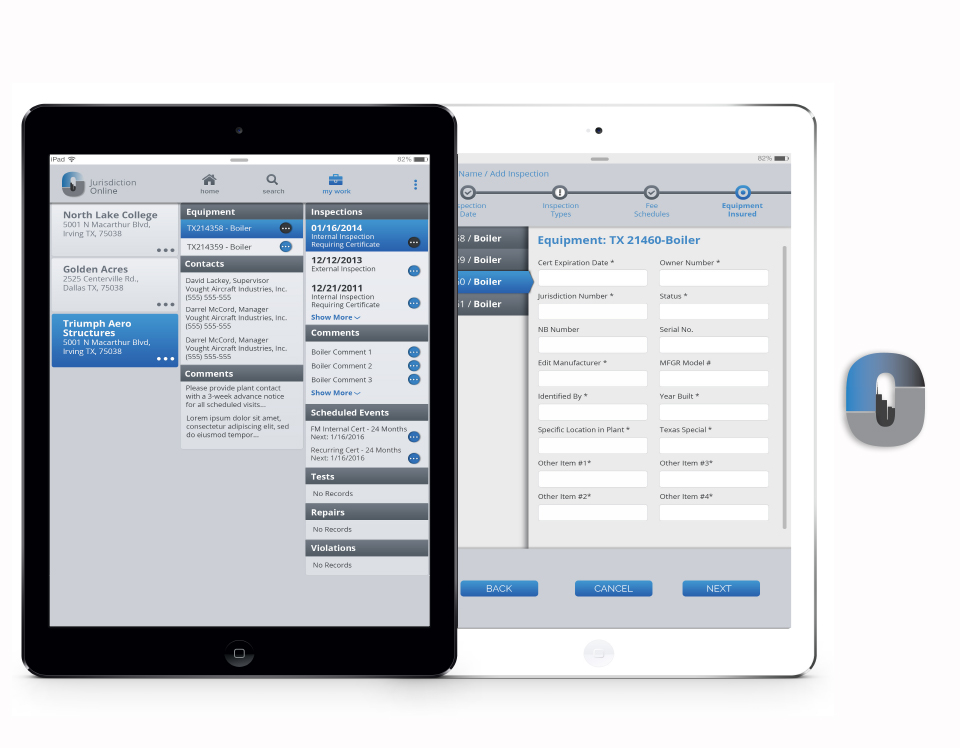 iPad
82%
Jurisdiction
Online
home
search
my work
North Lake College
5001 N Macarthur Blvd,
Irving TX, 75038
Golden Acres
2525 Centerville Rd.,
Dallas TX, 75038
Triumph Aero
Structures
5001 N Macarthur Blvd,
Irving TX, 75038
Equipment
TX214358 - Boiler
TX214359 - Boiler
Contacts
David Lackey, Supervisor
Vought Aircraft Industries, Inc.
(555) 555-555
Darrel McCord, Manager
Vought Aircraft Industries, Inc.
(555) 555-555
Darrel McCord, Manager
Vought Aircraft Industries, Inc.
(555) 555-555
Comments
Please provide plant contact
with a 3-week advance notice
for all scheduled visits...
Lorem ipsum dolor sit amet,
consectetur adipiscing elit, sed
do eiusmod tempor...
Inspections
01/16/2014
Internal Inspection
Requiring Certificate
12/12/2013
External Inspection
12/21/2011
Internal Inspection
Requiring Certificate
Show More
Comments
Boiler Comment 1
Boiler Comment 2
Boiler Comment 3
Show More
Scheduled Events
FM Internal Cert - 24 Months
Next: 1/16/2016
Recurring Cert - 24 Months
Next: 1/16/2016
Tests
No Records
Repairs
No Records
Violations
No Records
82%
Name / Add Inspection
spection
Date
Inspection
Types
Fee
Schedules
Equipment
Insured
58 / Boiler
59 / Boiler
60 / Boiler
61 / Boiler
Equipment: TX 21460-Boiler
Cert Expiration Date * Owner Number *
Jurisdiction Number * Status *
NB Number Serial No.
Edit Manufacturer * MFGR Model #
Identified By * Year Built *
Specific Location in Plant * Texas Special *
Other Item #1* Other Item #3*
Other Item #2* Other Item #4*
BACK CANCEL NEXT